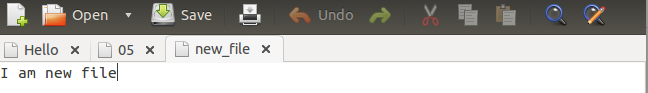 Open Save Undo
Hello 05 new_file
I am new file